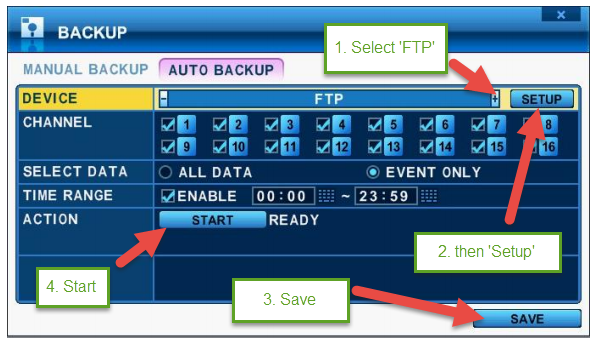 BACKUP
1. Select 'FTP'
MANUAL BACKUP AUTO BACKUP
DEVICE - FTP + SETUP
CHANNEL 1 2 3 4 5 6 7 8
9 10 11 12 13 14 15 16
SELECT DATA ALL DATA EVENT ONLY
TIME RANGE ENABLE 00:00 ~ 23:59
ACTION START READY
2. then 'Setup'
4. Start
3. Save
SAVE